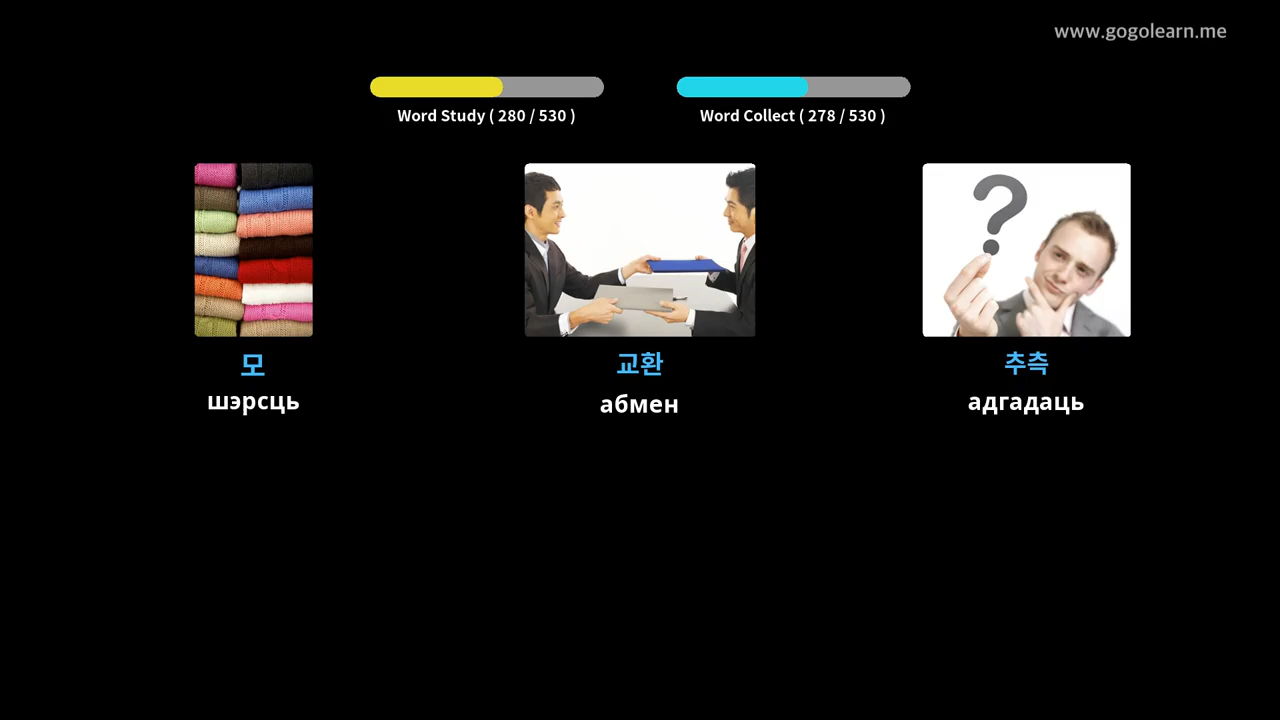 www.gogolearn.me
Word Study ( 280 / 530 )
Word Collect ( 278 / 530 )
모
шэрсць
교환
абмен
추측
адгадаць